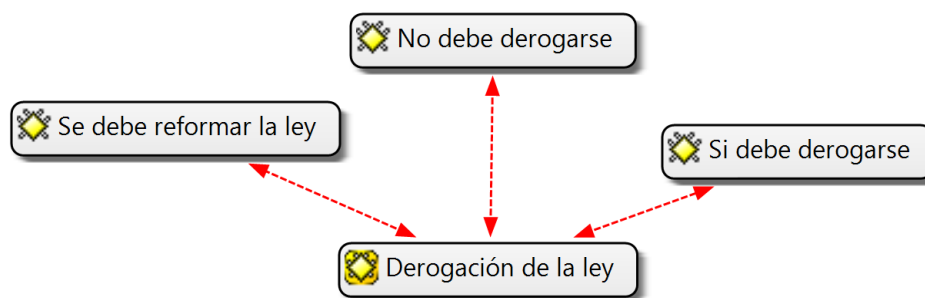 No debe derogarse
Se debe reformar la ley
Si debe derogarse
Derogación de la ley